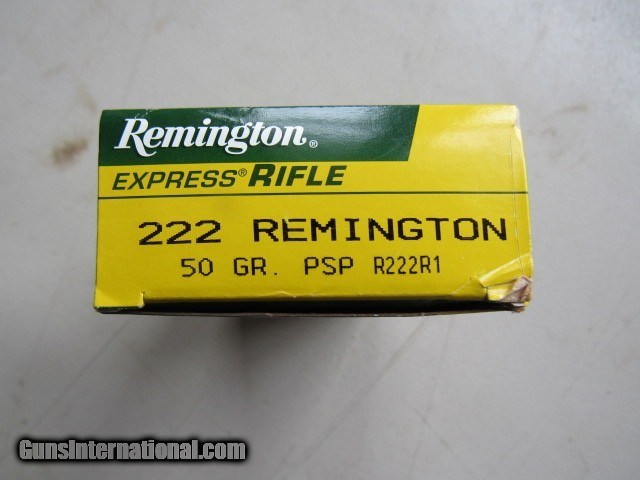 Remington®
EXPRESS® RIFLE
222 REMINGTON
50 GR. PSP R222R1
GunsInternational.com